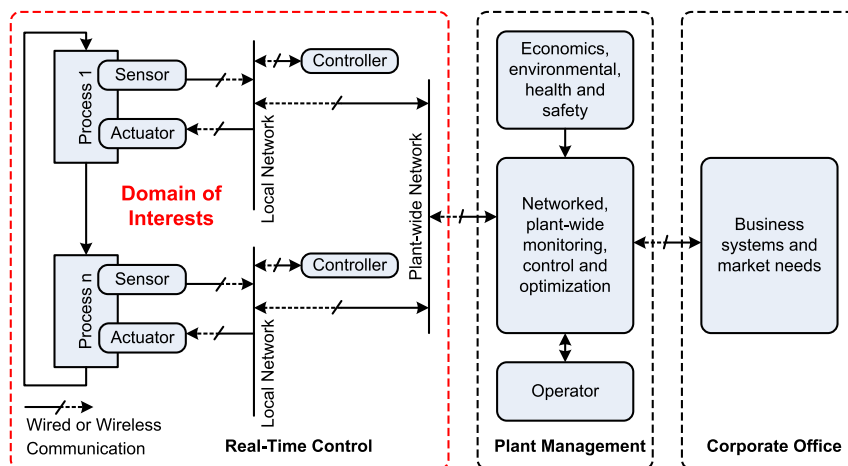 Process 1
Sensor
Actuator
Local Network
Controller
Domain of
Interests
Plant-wide Network
Process n
Sensor
Actuator
Local Network
Controller
Wired or Wireless
Communication
Real-Time Control
Economics,
environmental,
health and
safety
Networked,
plant-wide
monitoring,
control and
optimization
Operator
Plant Management
Business
systems and
market needs
Corporate Office